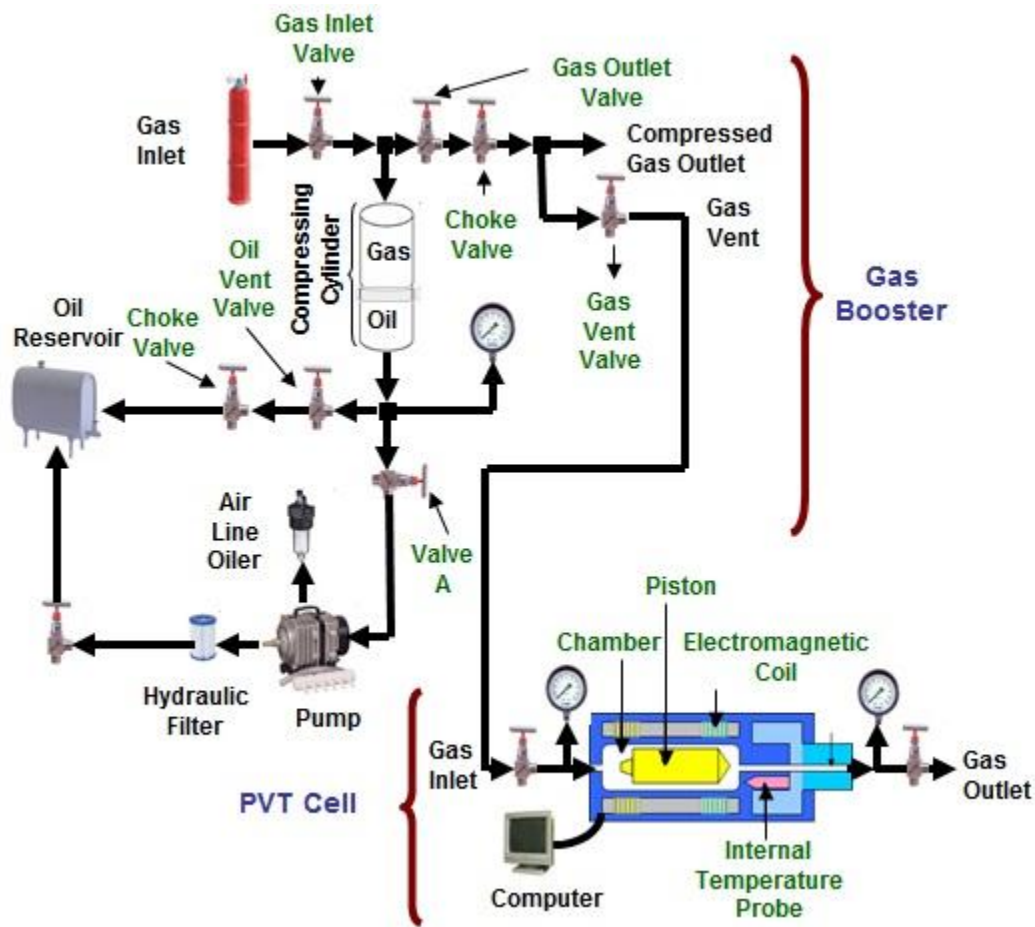 Gas Inlet
Valve
Gas Outlet
Valve
Gas
Inlet
Compressed
Gas Outlet
Compressing
Cylinder
Gas
Oil
Choke
Valve
Gas
Vent
Oil
Vent
Valve
Gas
Vent
Valve
Gas
Booster
Oil
Reservoir
Choke
Valve
Air
Line
Oiler
Valve
A
Hydraulic
Filter
Pump
Piston
Chamber
Electromagnetic
Coil
Gas
Inlet
Gas
Outlet
PVT Cell
Computer
Internal
Temperature
Probe